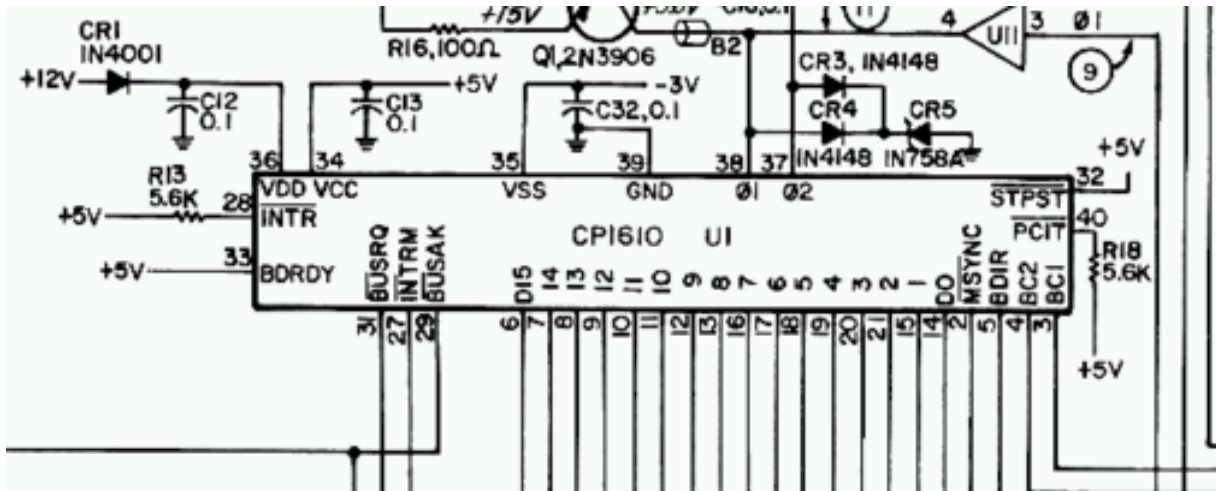 +15V
R16,100Ω
Q1,2N3906
B2
11
4
U11
3
Ø1
9
CR1
1N4001
+12V
C12
0.1
C13
0.1
+5V
-3V
C32,0.1
CR3, 1N4148
CR4
1N4148
CR5
1N758A
+5V
36
34
35
39
38
37
32
VDD
VCC
VSS
GND
Ø1
Ø2
STPST
40
PCIT
R13
5.6K
+5V
28
INTR
CP1610 U1
R18
5.6K
+5V
33
BDRDY
+5V
BUSRQ
INTRM
BUSAK
D15
14
13
12
11
10
9
8
7
6
5
4
3
2
1
D0
MSYNC
BDIR
BC2
BC1
31
27
29
6
7
8
9
10
11
12
13
16
17
18
19
20
21
15
14
2
5
4
3